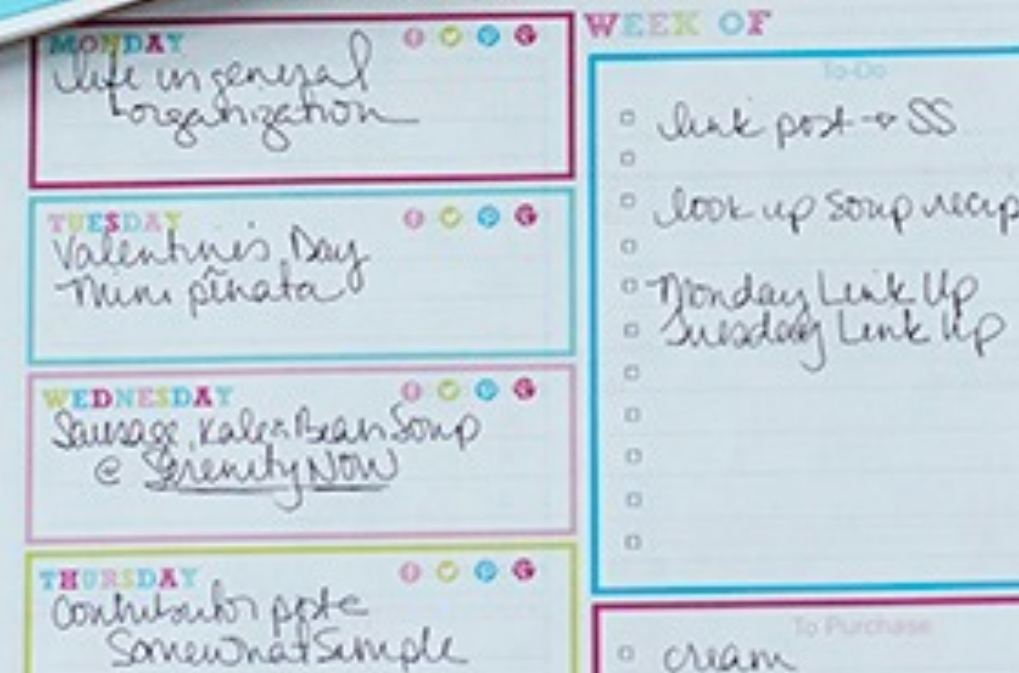 MONDAY
life in general
organization
TUESDAY
Valentine's Day
Mini piñata
WEDNESDAY
Sausage, Kale & Bean Soup
@ Serenity Now
THURSDAY
Contributor post @
Somewhat Simple
WEEK OF
To-Do
link post → SS
look up soup recip
Monday Link Up
Tuesday Link Up
To Purchase
cream